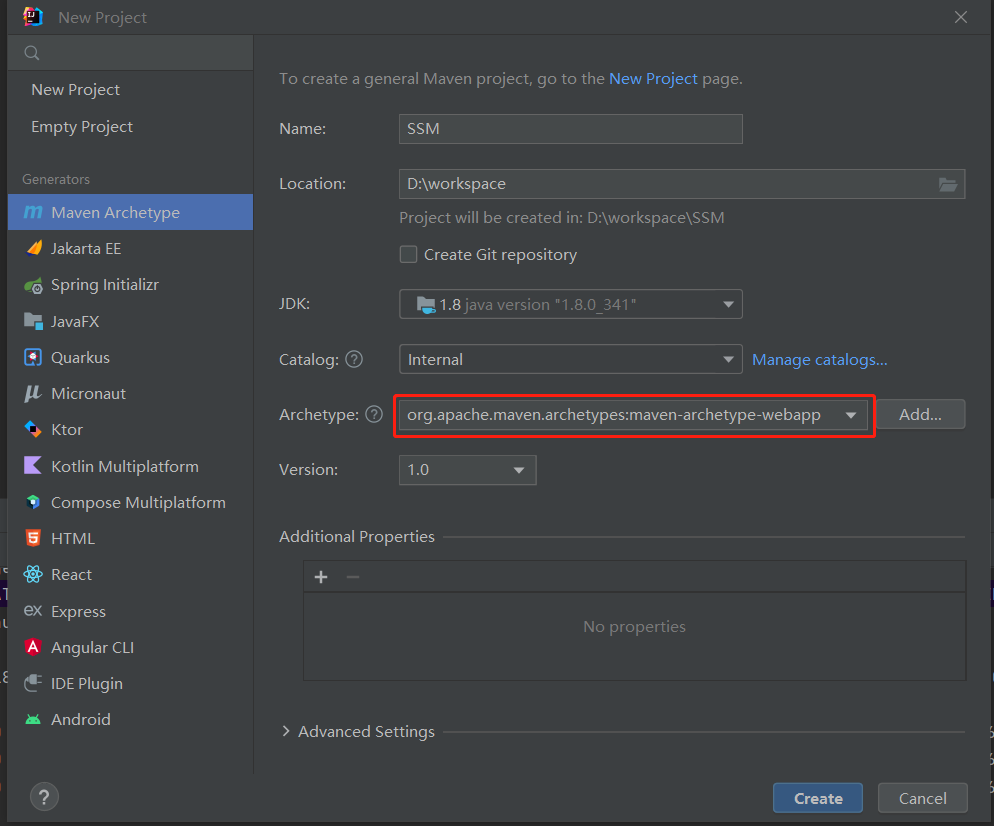 New Project
New Project
Empty Project
Generators
Maven Archetype
Jakarta EE
Spring Initializr
JavaFX
Quarkus
Micronaut
Ktor
Kotlin Multiplatform
Compose Multiplatform
HTML
React
Express
Angular CLI
IDE Plugin
Android
To create a general Maven project, go to the New Project page.
Name: SSM
Location: D:\workspace
Project will be created in: D:\workspace\SSM
Create Git repository
JDK: 1.8 java version "1.8.0_341"
Catalog: ? Internal Manage catalogs...
Archetype: ? org.apache.maven.archetypes:maven-archetype-webapp Add...
Version: 1.0
Additional Properties
No properties
Advanced Settings
? Create Cancel